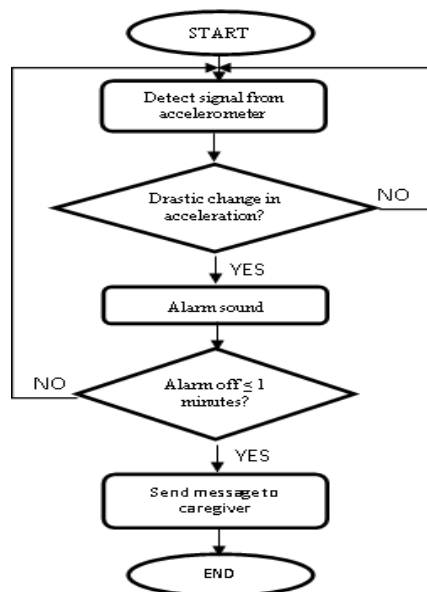 START
Detect signal from
accelerometer
Drastic change in
acceleration?
NO
YES
Alarm sound
Alarm off ≤ 1
minutes?
NO
YES
Send message to
caregiver
END